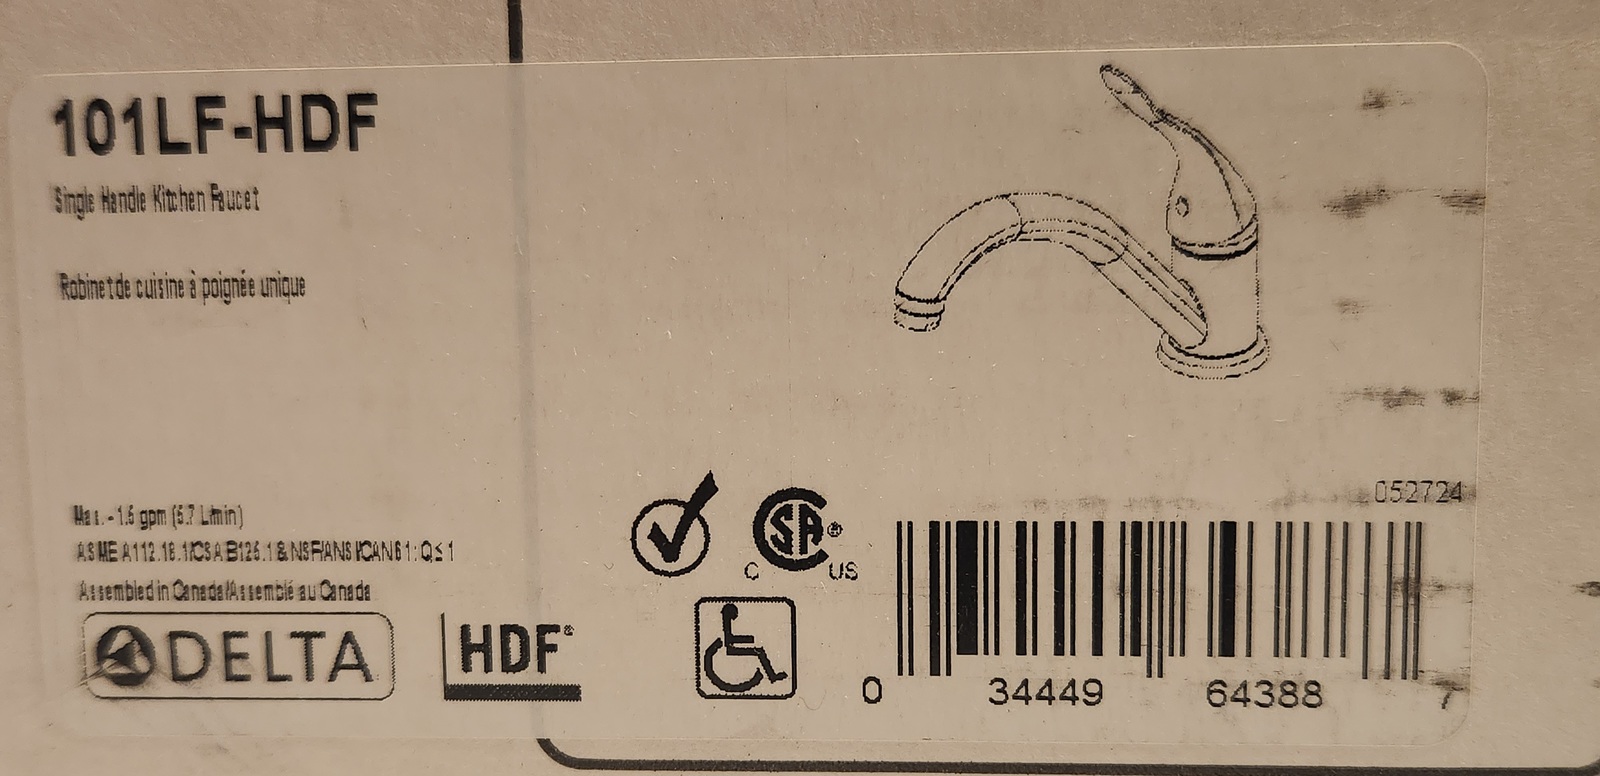 101LF-HDF
Single Handle Kitchen Faucet
Robinet de cuisine à poignée unique
052724
Max. - 1.5 gpm (5.7 L/min)
ASME A112.18.1/CSA B125.1 & NSF/ANSI/CAN 61: Q ≤ 1
Assembled in Canada/Assemblé au Canada
CSA®
C US
DELTA
HDF®
0 34449 64388 7